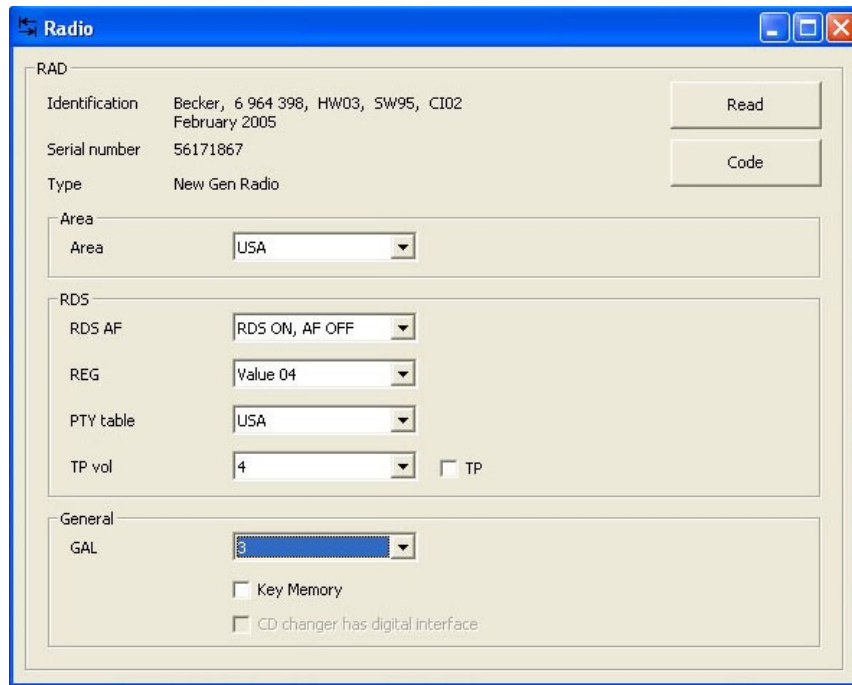 Radio
RAD
Identification Becker, 6 964 398, HW03, SW95, CI02
February 2005
Read
Serial number 56171867
Code
Type New Gen Radio
Area
Area USA
RDS
RDS AF RDS ON, AF OFF
REG Value 04
PTY table USA
TP vol 4 TP
General
GAL 3
Key Memory
CD changer has digital interface